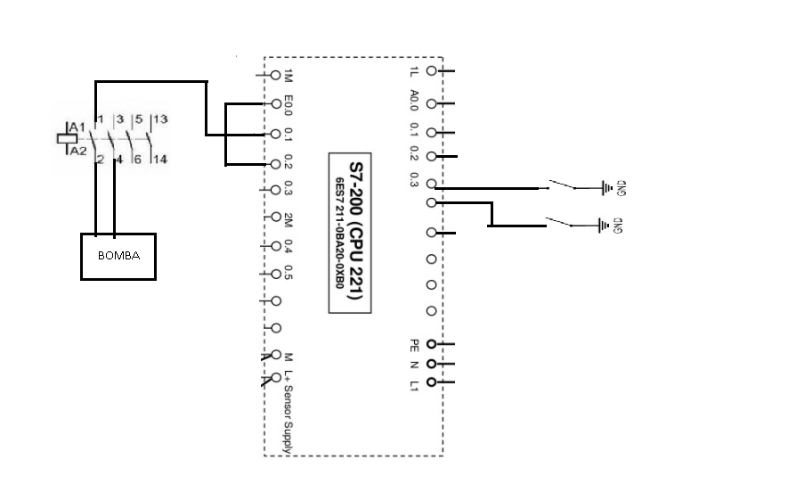 A1
A2
1 3 5 13
2 4 6 14
BOMBA
1M
E0.0
0.1
0.2
0.3
2M
0.4
0.5
M
L+ Sensor Supply
S7-200 (CPU 221)
6ES7 211-0BA20-0XB0
1L
A0.0
0.1
0.2
0.3
PE
N
L1
GND
GND